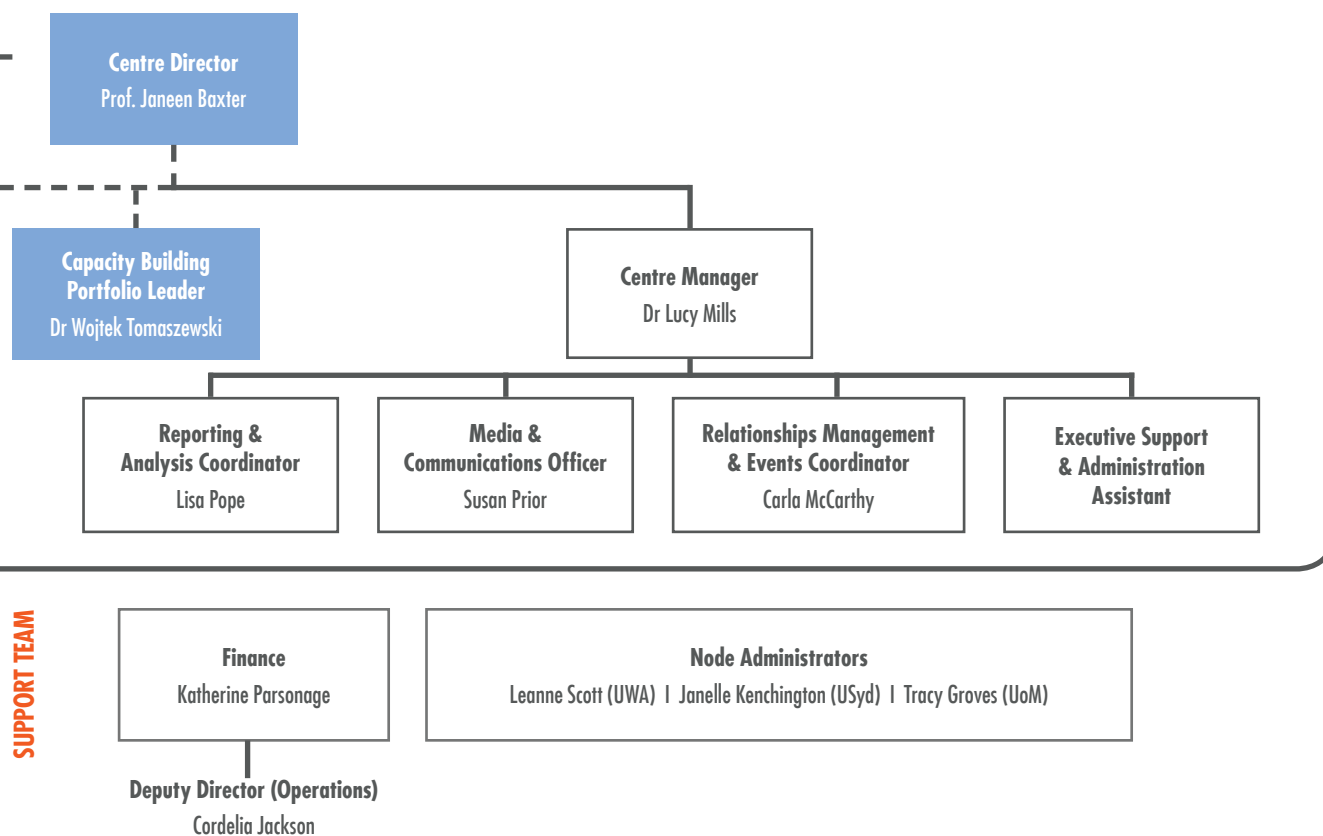 Centre Director
Prof. Janeen Baxter
Capacity Building
Portfolio Leader
Dr Wojtek Tomaszewski
Centre Manager
Dr Lucy Mills
Reporting &
Analysis Coordinator
Lisa Pope
Media &
Communications Officer
Susan Prior
Relationships Management
& Events Coordinator
Carla McCarthy
Executive Support
& Administration
Assistant
SUPPORT TEAM
Finance
Katherine Parsonage
Node Administrators
Leanne Scott (UWA) I Janelle Kenchington (USyd) I Tracy Groves (UoM)
Deputy Director (Operations)
Cordelia Jackson